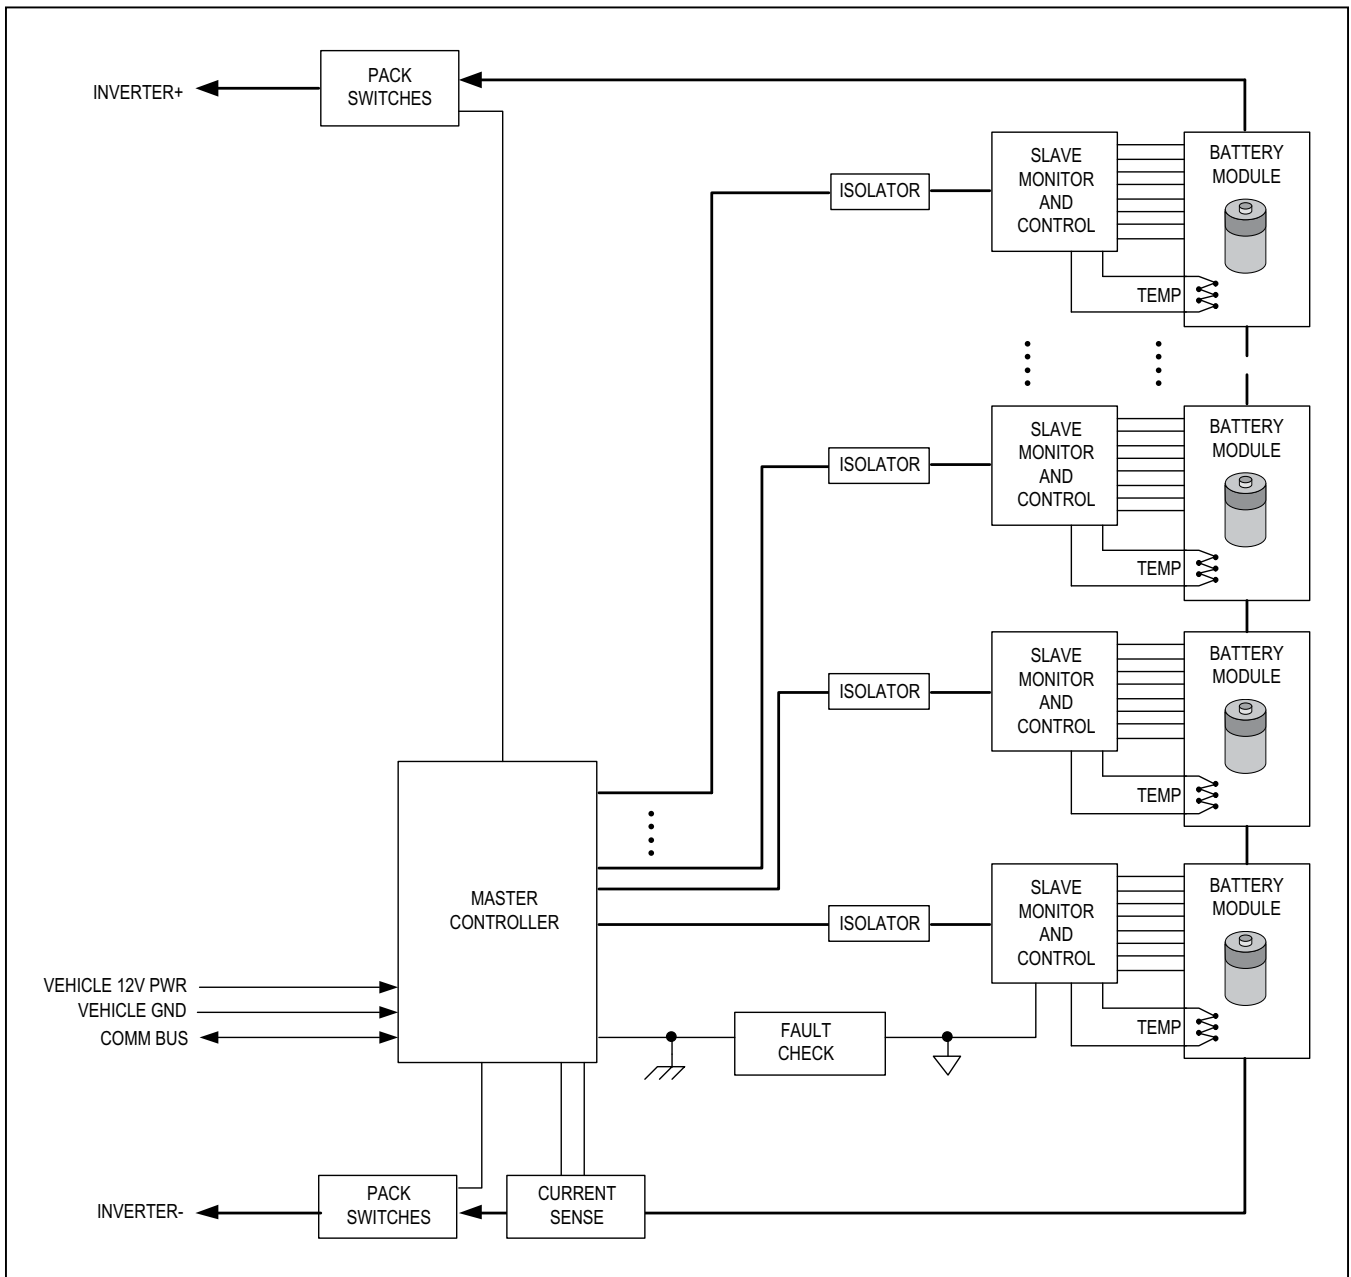 PACK
SWITCHES
INVERTER+
SLAVE
MONITOR
AND
CONTROL
BATTERY
MODULE
ISOLATOR
TEMP
SLAVE
MONITOR
AND
CONTROL
BATTERY
MODULE
ISOLATOR
TEMP
SLAVE
MONITOR
AND
CONTROL
BATTERY
MODULE
ISOLATOR
TEMP
MASTER
CONTROLLER
SLAVE
MONITOR
AND
CONTROL
BATTERY
MODULE
ISOLATOR
TEMP
VEHICLE 12V PWR
VEHICLE GND
COMM BUS
FAULT
CHECK
PACK
SWITCHES
CURRENT
SENSE
INVERTER-